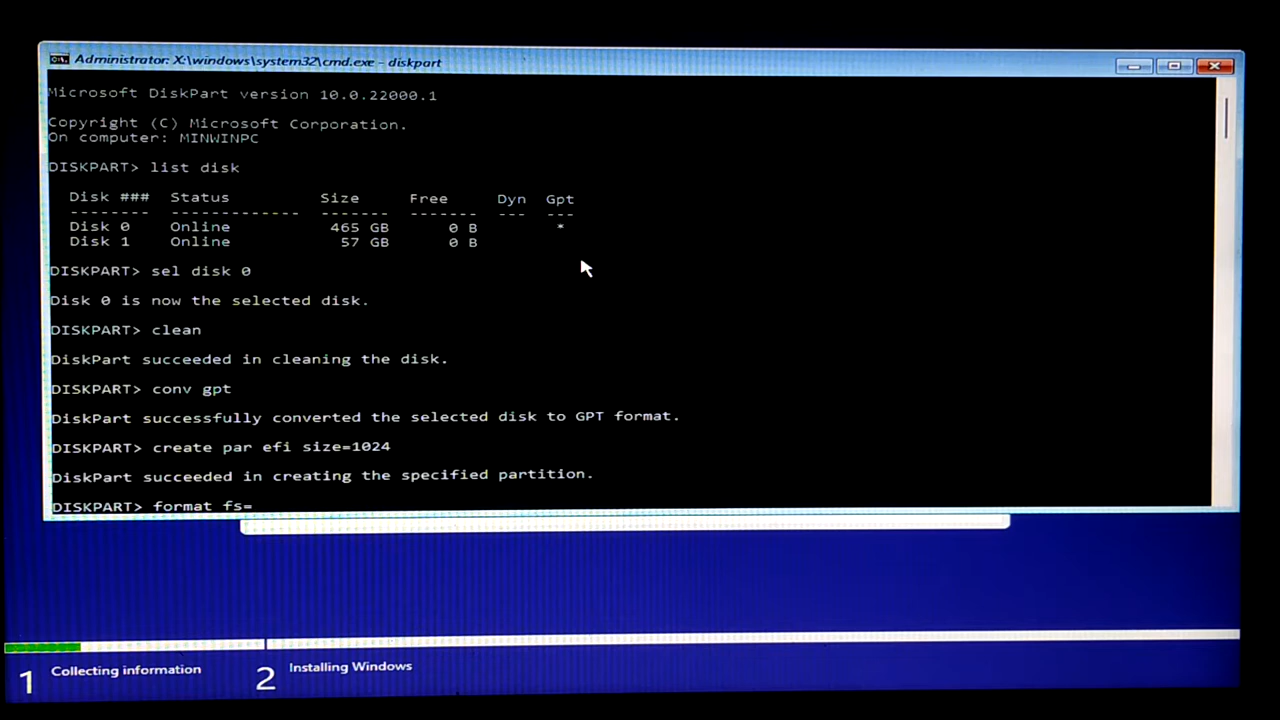 Administrator: X:\windows\system32\cmd.exe - diskpart
Microsoft DiskPart version 10.0.22000.1
Copyright (C) Microsoft Corporation.
On computer: MINWINPC
DISKPART> list disk
Disk ### Status Size Free Dyn Gpt
-------- ------------- ------- ------- --- ---
Disk 0 Online 465 GB 0 B *
Disk 1 Online 57 GB 0 B
DISKPART> sel disk 0
Disk 0 is now the selected disk.
DISKPART> clean
DiskPart succeeded in cleaning the disk.
DISKPART> conv gpt
DiskPart successfully converted the selected disk to GPT format.
DISKPART> create par efi size=1024
DiskPart succeeded in creating the specified partition.
DISKPART> format fs=
1 Collecting information 2 Installing Windows